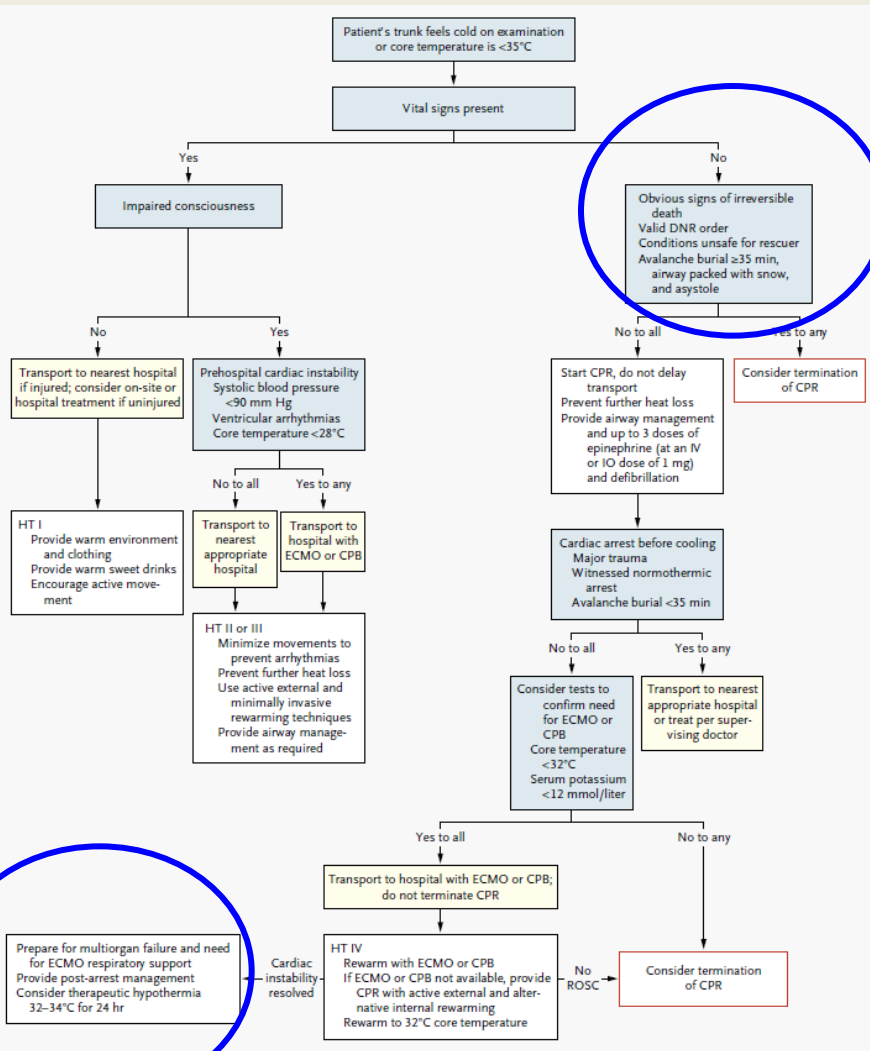 Patient's trunk feels cold on examination
or core temperature is <35°C
Vital signs present
Yes
No
Impaired consciousness
Obvious signs of irreversible
death
Valid DNR order
Conditions unsafe for rescuer
Avalanche burial ≥35 min,
airway packed with snow,
and asystole
No
Yes
No to all
Yes to any
Transport to nearest hospital
if injured; consider on-site or
hospital treatment if uninjured
Prehospital cardiac instability
Systolic blood pressure
<90 mm Hg
Ventricular arrhythmias
Core temperature <28°C
Start CPR, do not delay
transport
Prevent further heat loss
Provide airway management
and up to 3 doses of
epinephrine (at an IV
or IO dose of 1 mg)
and defibrillation
Consider termination
of CPR
No to all
Yes to any
HT I
Provide warm environment
and clothing
Provide warm sweet drinks
Encourage active move-
ment
Transport to
nearest
appropriate
hospital
Transport to
hospital with
ECMO or CPB
Cardiac arrest before cooling
Major trauma
Witnessed normothermic
arrest
Avalanche burial <35 min
HT II or III
Minimize movements to
prevent arrhythmias
Prevent further heat loss
Use active external and
minimally invasive
rewarming techniques
Provide airway manage-
ment as required
No to all
Yes to any
Consider tests to
confirm need
for ECMO or
CPB
Core temperature
<32°C
Serum potassium
<12 mmol/liter
Transport to nearest
appropriate hospital
or treat per super-
vising doctor
Yes to all
No to any
Transport to hospital with ECMO or CPB;
do not terminate CPR
Prepare for multiorgan failure and need
for ECMO respiratory support
Provide post-arrest management
Consider therapeutic hypothermia
32–34°C for 24 hr
Cardiac
instability
resolved
HT IV
Rewarm with ECMO or CPB
If ECMO or CPB not available, provide
CPR with active external and alter-
native internal rewarming
Rewarm to 32°C core temperature
No
ROSC
Consider termination
of CPR